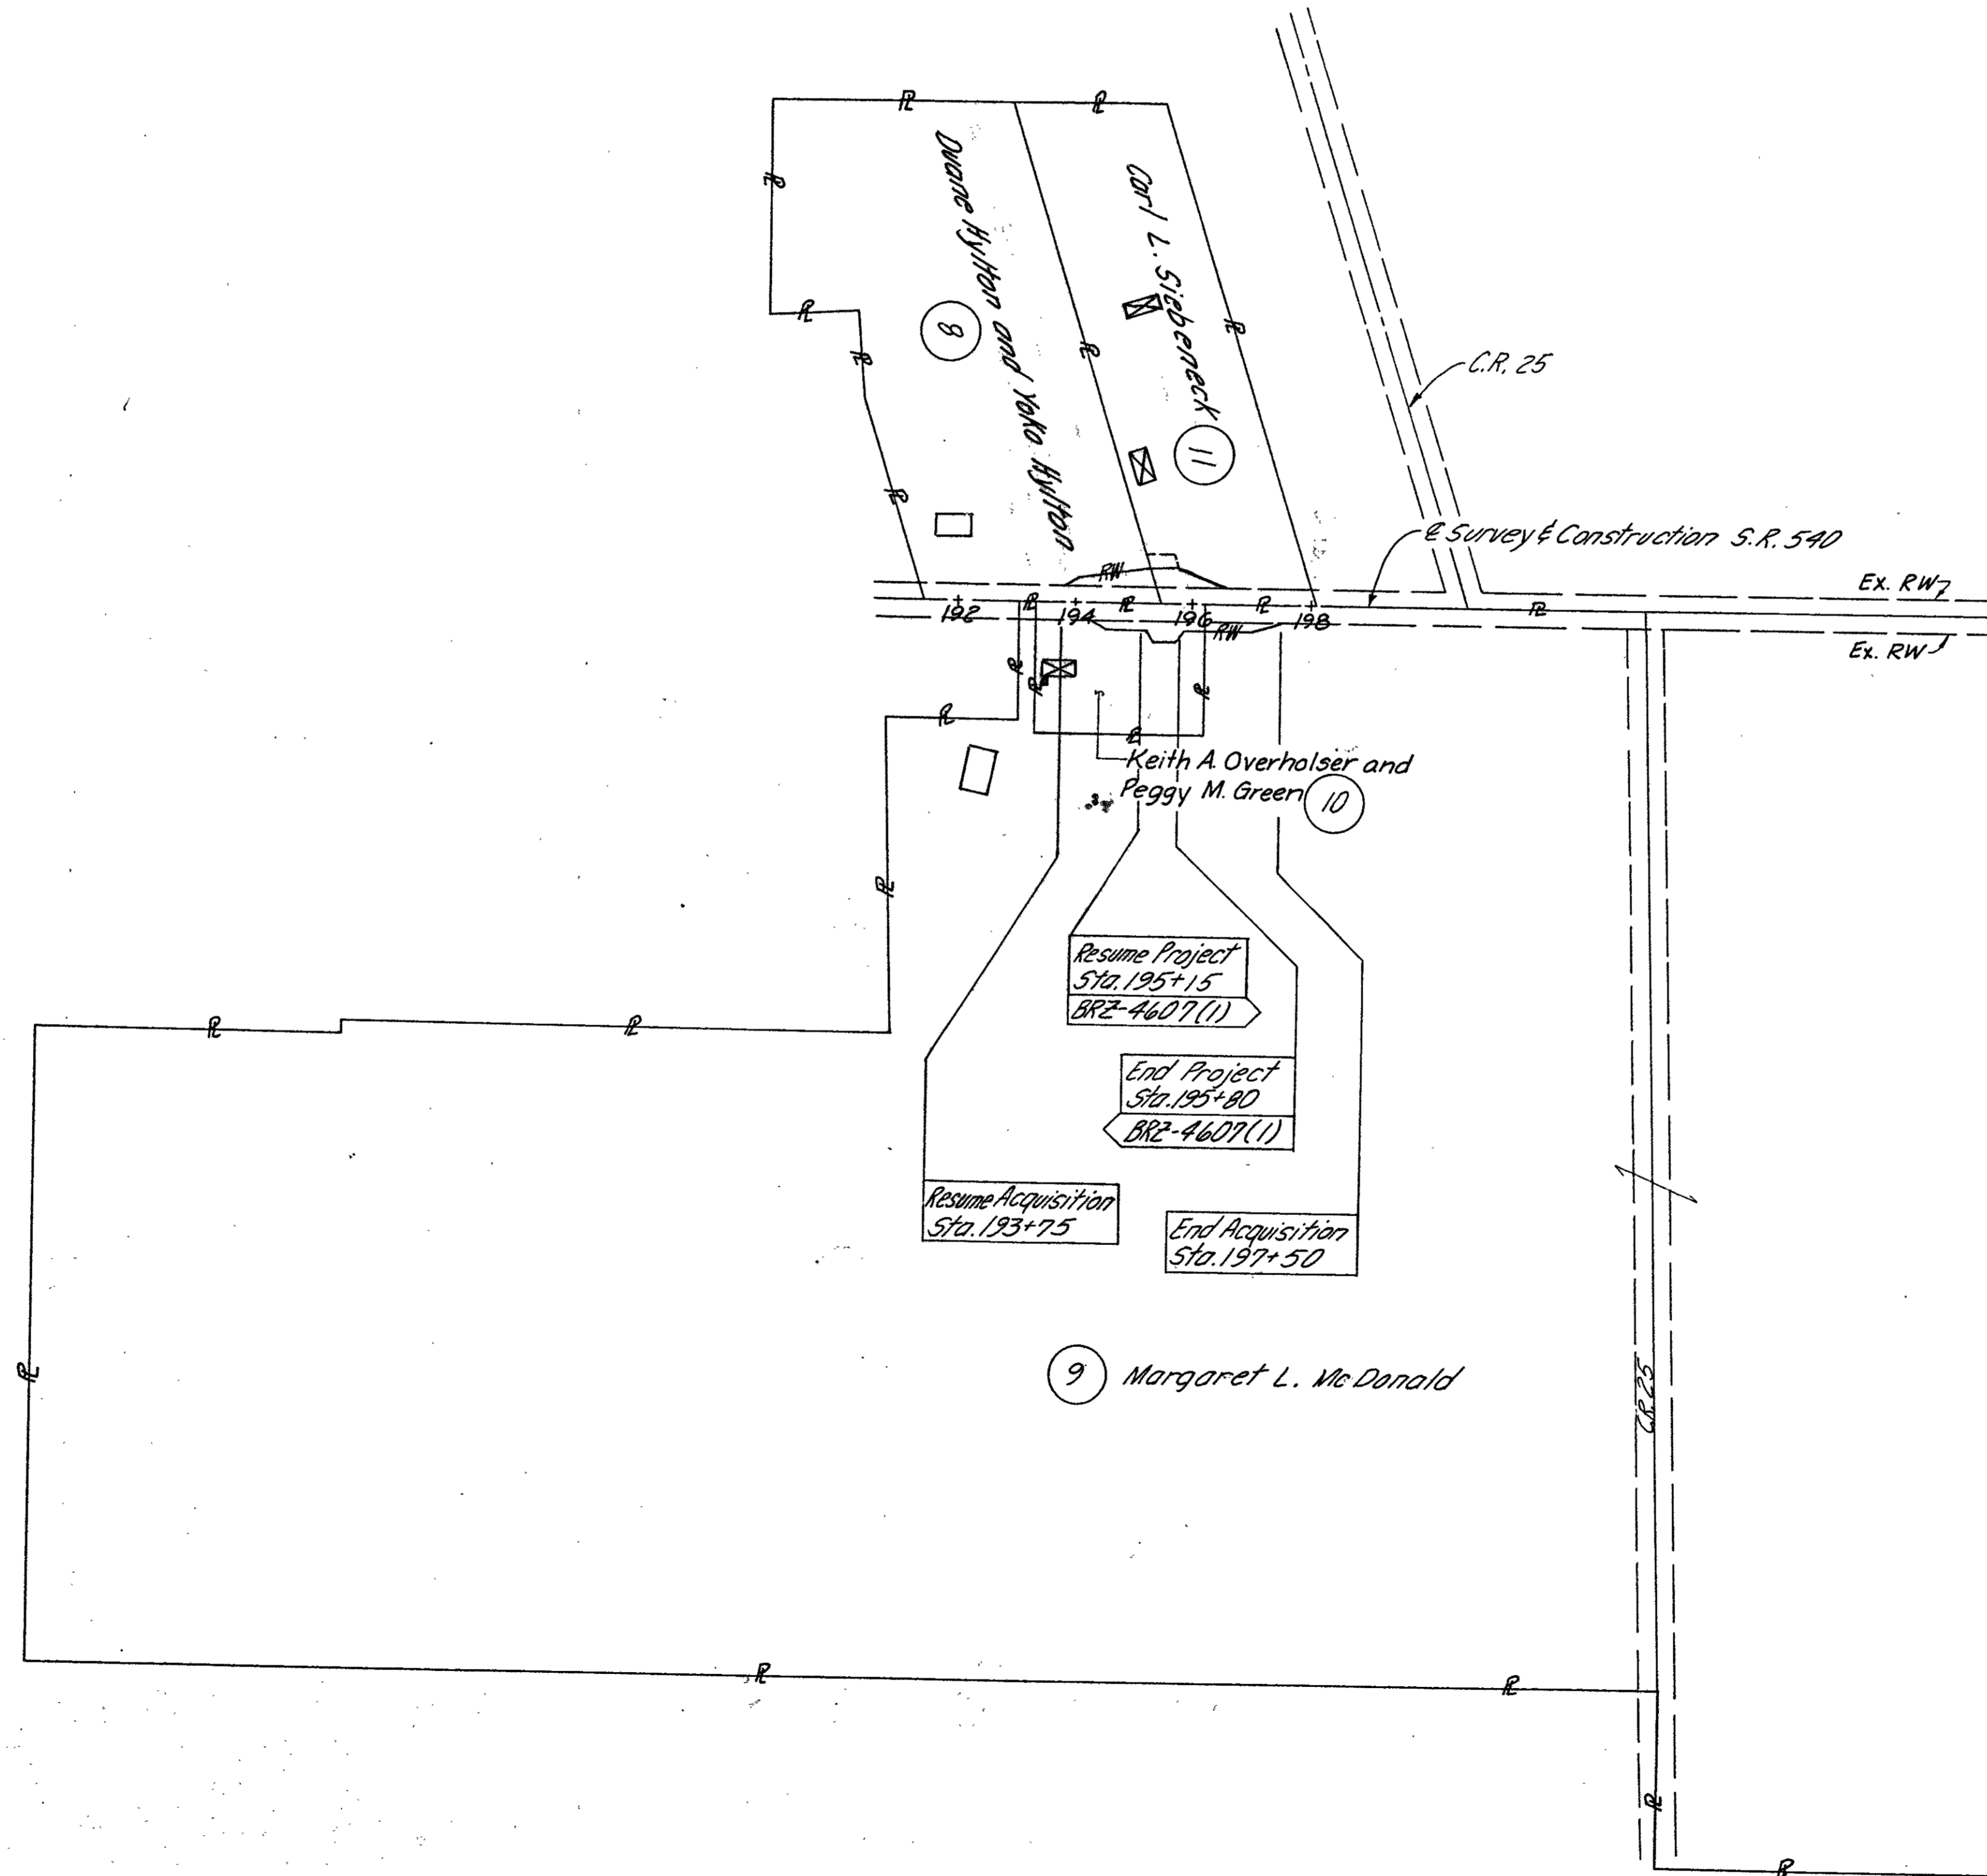 Duane Hylton and Yoko Hylton
8
Carl L. Siebeneck
11
C.R. 25
℄ Survey & Construction S.R. 540
Ex. RW
Ex. RW
RW
RW
192
194
196
198
Keith A. Overholser and
Peggy M. Green
10
Resume Project
Sta. 195+15
BRZ-4607(1)
End Project
Sta. 195+80
BRZ-4607(1)
Resume Acquisition
Sta. 193+75
End Acquisition
Sta. 197+50
9 Margaret L. McDonald
C.R. 25